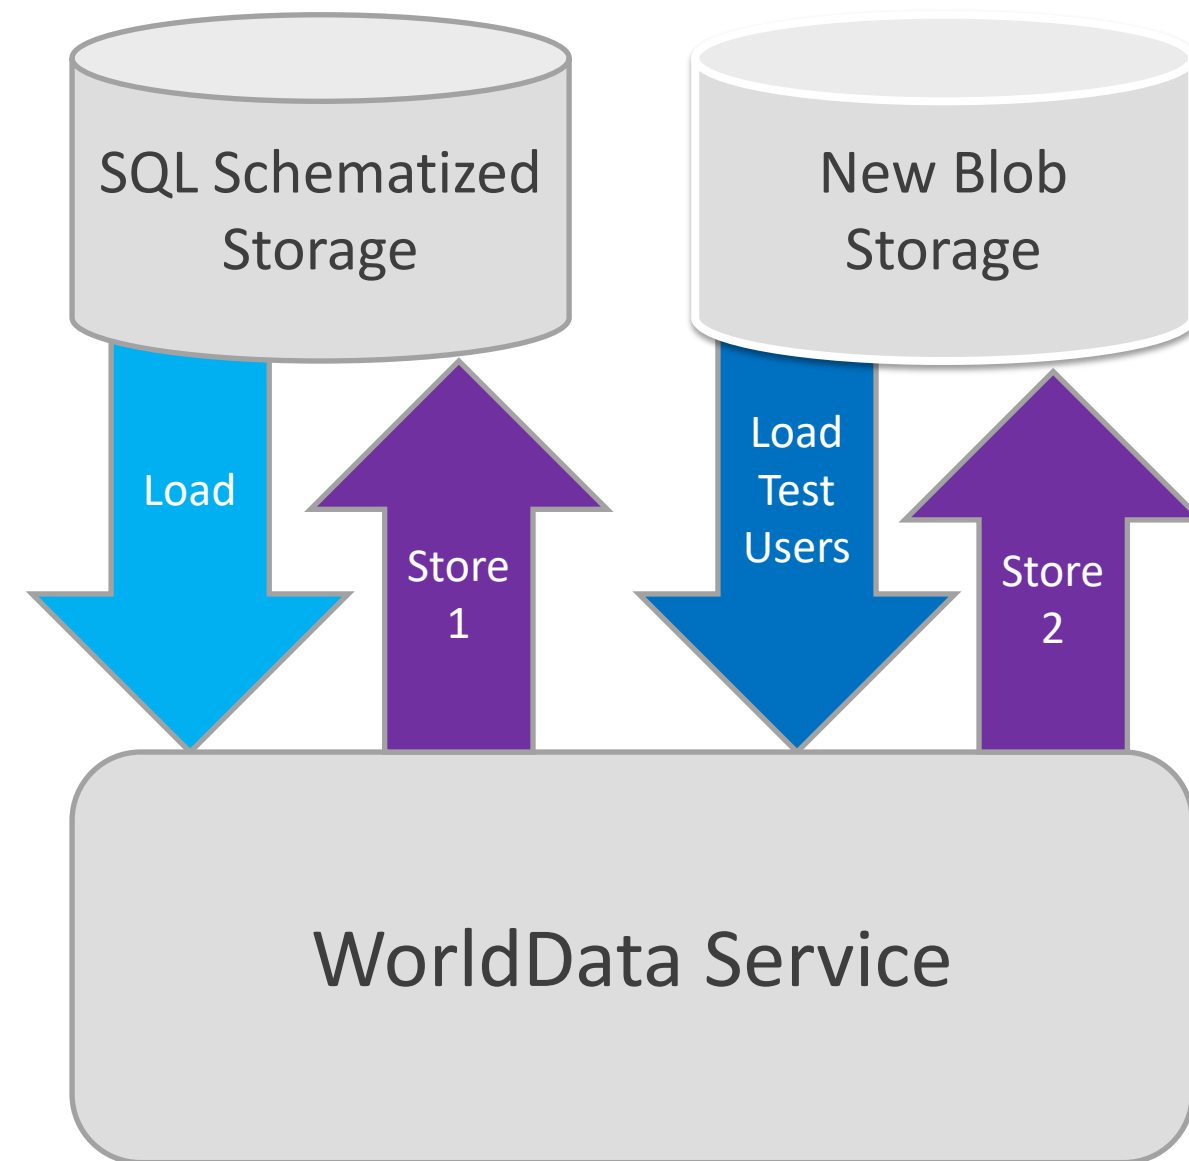 SQL Schematized
Storage
New Blob
Storage
Load
Store
1
Load
Test
Users
Store
2
WorldData Service